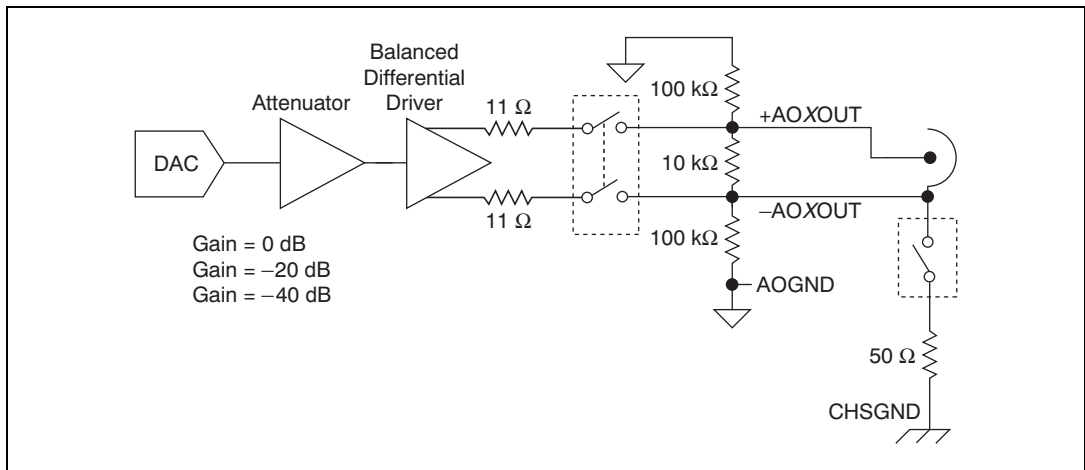 Balanced
Differential
Driver
Attenuator
DAC
11 Ω
11 Ω
100 kΩ
+AOXOUT
10 kΩ
−AOXOUT
100 kΩ
AOGND
Gain = 0 dB
Gain = −20 dB
Gain = −40 dB
50 Ω
CHSGND